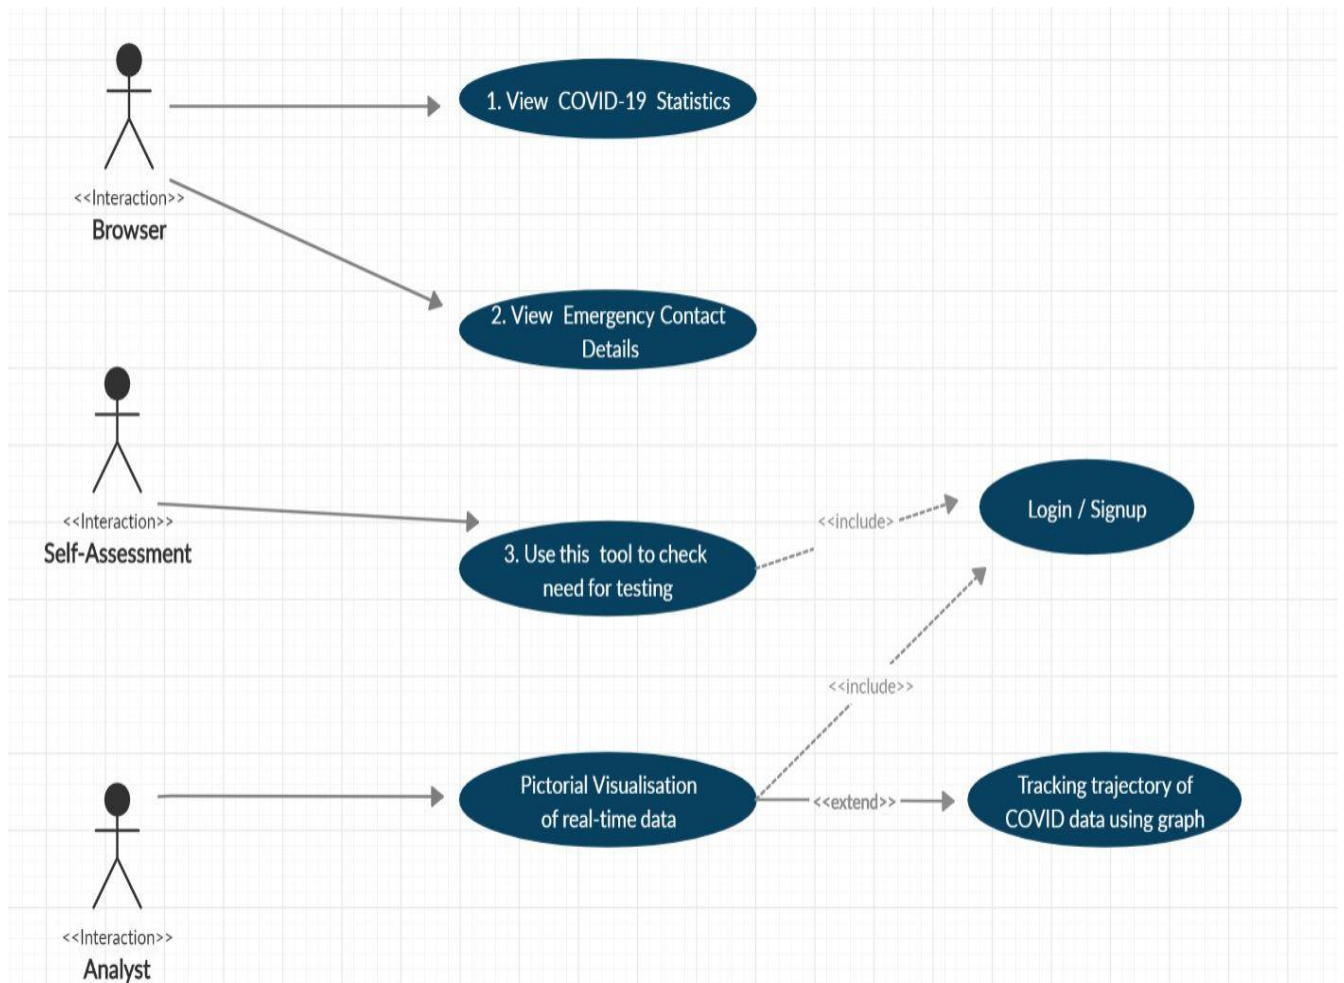 1. View COVID-19 Statistics
<<Interaction>>
Browser
2. View Emergency Contact
Details
<<Interaction>>
Self-Assessment
3. Use this tool to check
need for testing
<<include>
Login / Signup
<<include>>
Pictorial Visualisation
of real-time data
<<extend>>
Tracking trajectory of
COVID data using graph
<<Interaction>>
Analyst